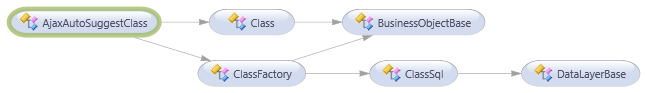 AjaxAutoSuggestClass
Class
BusinessObjectBase
ClassFactory
ClassSql
DataLayerBase